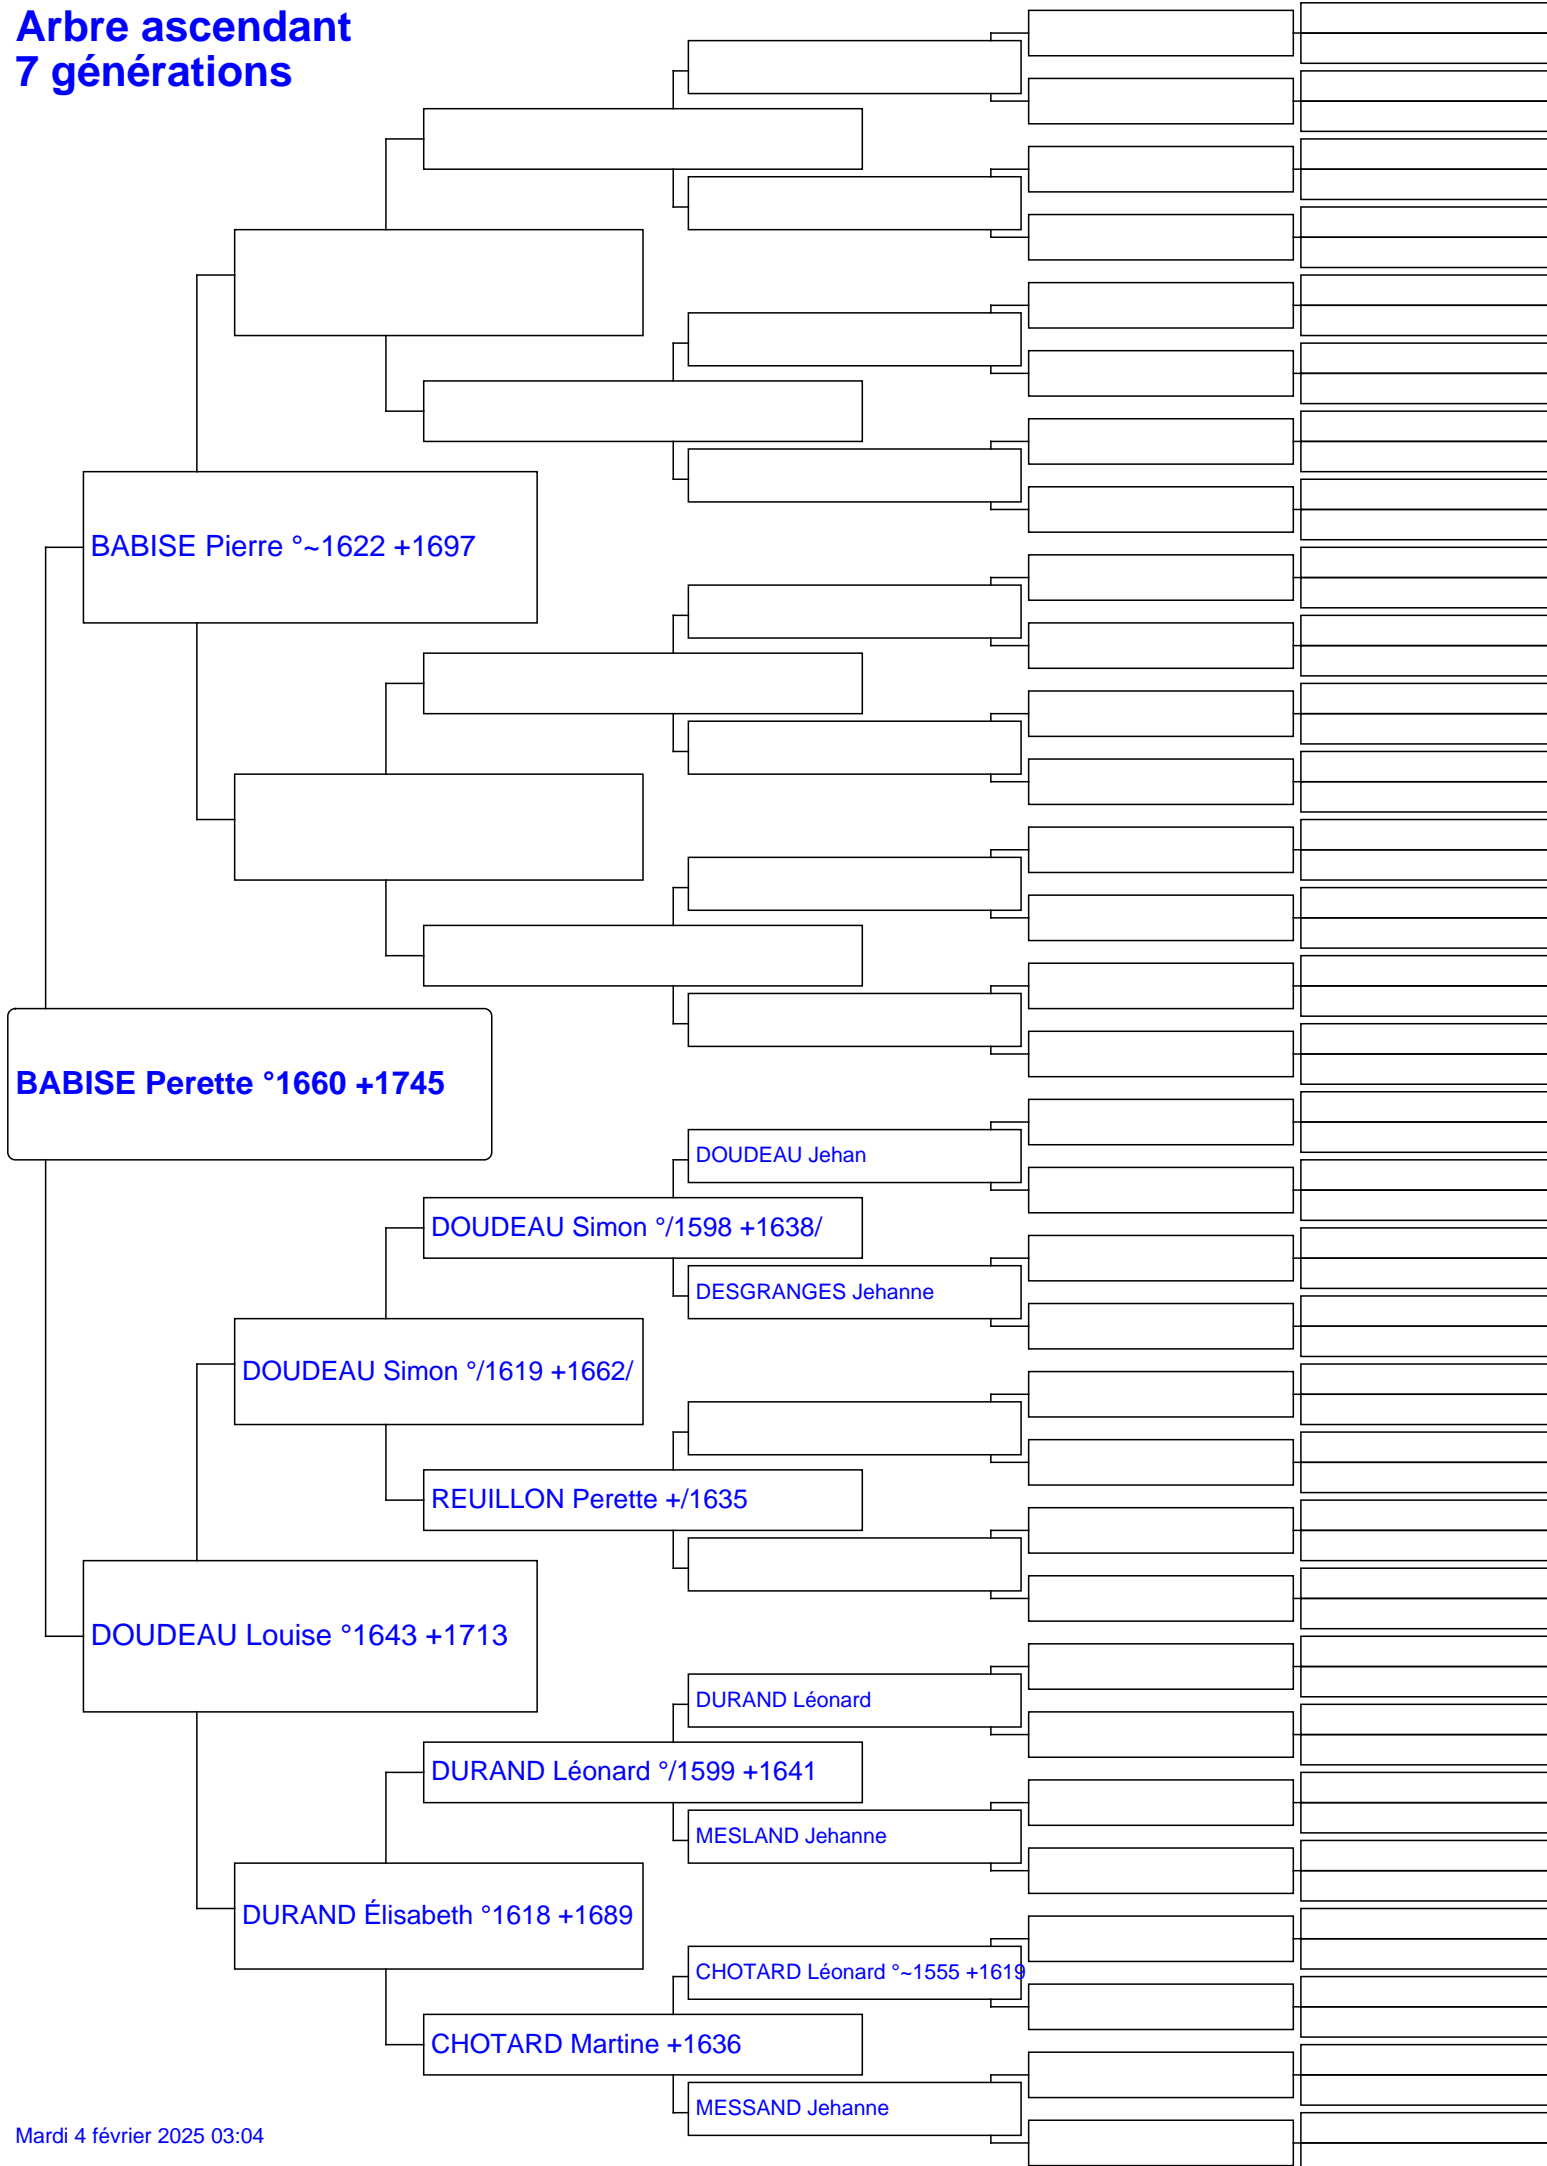 Arbre ascendant
7 générations
BABISE Pierre °~1622 +1697
BABISE Perette °1660 +1745
DOUDEAU Jehan
DOUDEAU Simon °/1598 +1638/
DESGRANGES Jehanne
DOUDEAU Simon °/1619 +1662/
REUILLON Perette +/1635
DOUDEAU Louise °1643 +1713
DURAND Léonard
DURAND Léonard °/1599 +1641
MESLAND Jehanne
DURAND Élisabeth °1618 +1689
CHOTARD Léonard °~1555 +1619
CHOTARD Martine +1636
MESSAND Jehanne
Mardi 4 février 2025 03:04